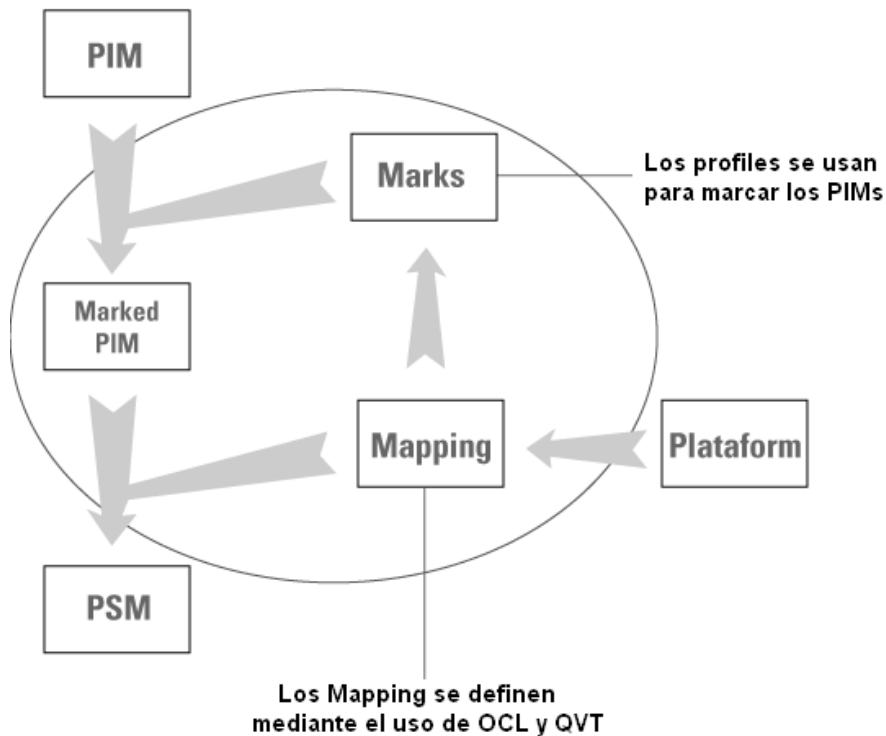 PIM
Marks
Los profiles se usan
para marcar los PIMs
Marked
PIM
Mapping
Plataform
PSM
Los Mapping se definen
mediante el uso de OCL y QVT